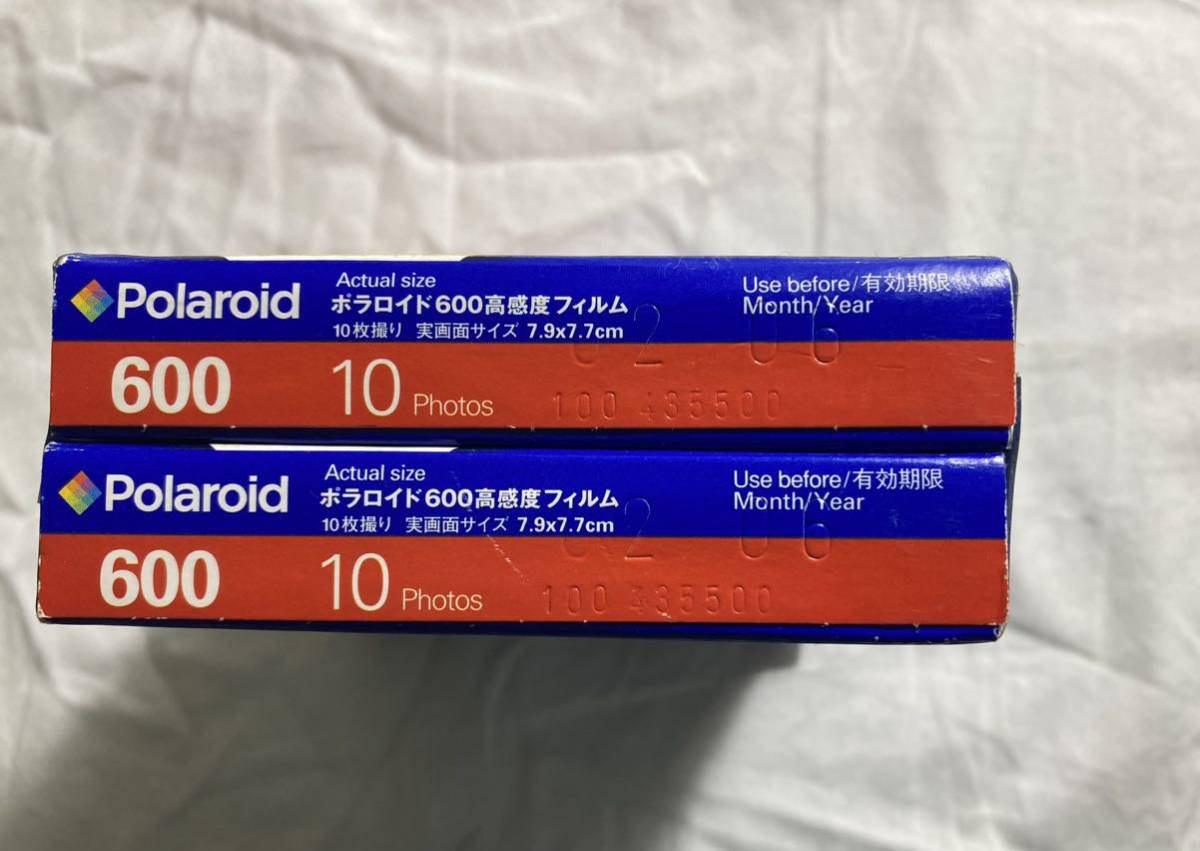 Polaroid
Actual size
ポラロイド600高感度フィルム
10枚撮り 実画面サイズ 7.9x7.7cm
Use before/有効期限
Month/Year
02 06
600
10 Photos
100 435500
Polaroid
Actual size
ポラロイド600高感度フィルム
10枚撮り 実画面サイズ 7.9x7.7cm
Use before/有効期限
Month/Year
02 06
600
10 Photos
100 435500